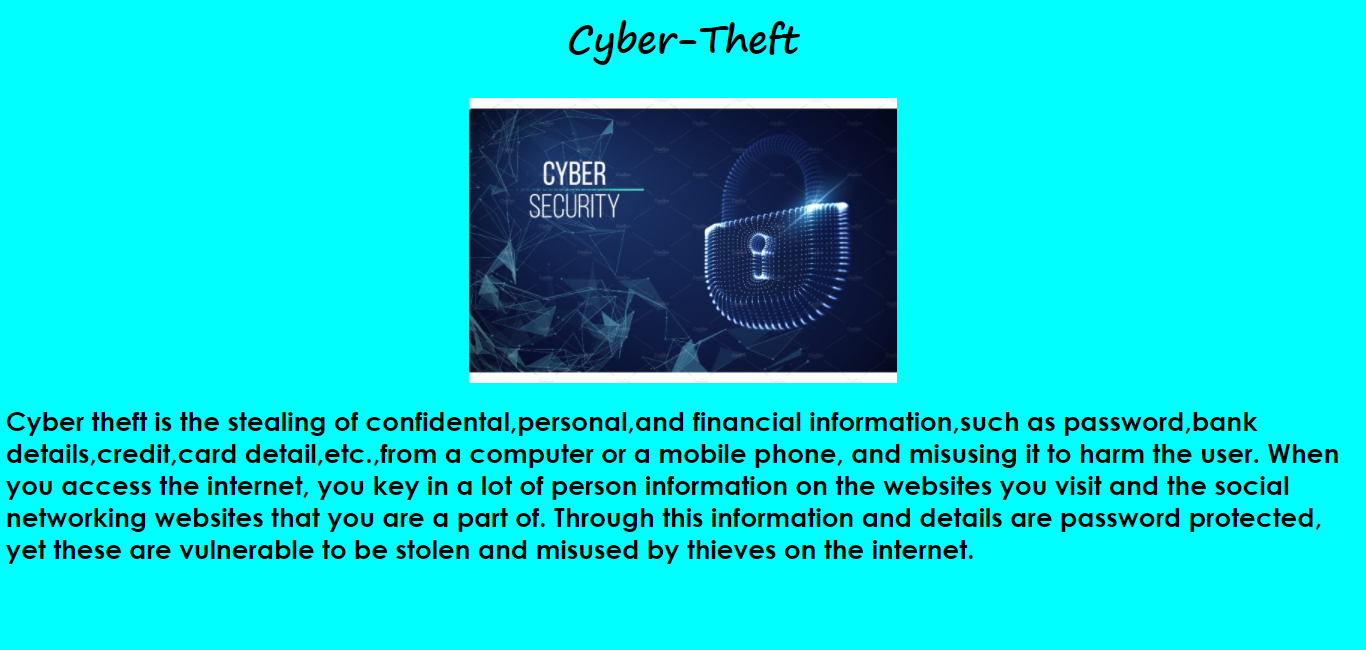 Cyber-Theft
CYBER
SECURITY
Cyber theft is the stealing of confidental,personal,and financial information,such as password,bank
details,credit,card detail,etc.,from a computer or a mobile phone, and misusing it to harm the user. When
you access the internet, you key in a lot of person information on the websites you visit and the social
networking websites that you are a part of. Through this information and details are password protected,
yet these are vulnerable to be stolen and misused by thieves on the internet.